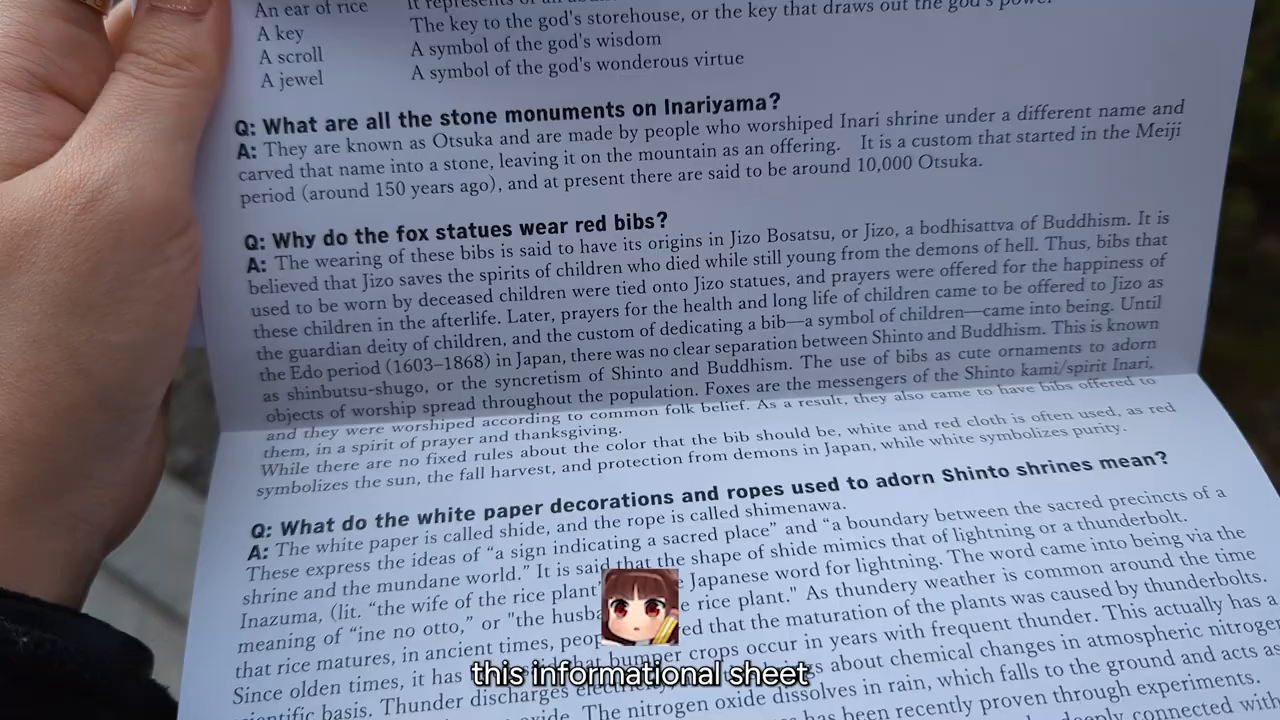 An ear of rice It represents of an
A key The key to the god's storehouse, or the key that draws out the god's power
A scroll A symbol of the god's wisdom
A jewel A symbol of the god's wonderous virtue
Q: What are all the stone monuments on Inariyama?
A: They are known as Otsuka and are made by people who worshiped Inari shrine under a different name and
carved that name into a stone, leaving it on the mountain as an offering. It is a custom that started in the Meiji
period (around 150 years ago), and at present there are said to be around 10,000 Otsuka.
Q: Why do the fox statues wear red bibs?
A: The wearing of these bibs is said to have its origins in Jizo Bosatsu, or Jizo, a bodhisattva of Buddhism. It is
believed that Jizo saves the spirits of children who died while still young from the demons of hell. Thus, bibs that
used to be worn by deceased children were tied onto Jizo statues, and prayers were offered for the happiness of
these children in the afterlife. Later, prayers for the health and long life of children came to be offered to Jizo as
the guardian deity of children, and the custom of dedicating a bib—a symbol of children—came into being. Until
the Edo period (1603–1868) in Japan, there was no clear separation between Shinto and Buddhism. This is known
as shinbutsu-shugo, or the syncretism of Shinto and Buddhism. The use of bibs as cute ornaments to adorn
objects of worship spread throughout the population. Foxes are the messengers of the Shinto kami/spirit Inari,
and they were worshiped according to common folk belief. As a result, they also came to have bibs offered to
them, in a spirit of prayer and thanksgiving.
While there are no fixed rules about the color that the bib should be, white and red cloth is often used, as red
symbolizes the sun, the fall harvest, and protection from demons in Japan, while white symbolizes purity.
Q: What do the white paper decorations and ropes used to adorn Shinto shrines mean?
A: The white paper is called shide, and the rope is called shimenawa.
These express the ideas of "a sign indicating a sacred place" and "a boundary between the sacred precincts of a
shrine and the mundane world." It is said that the shape of shide mimics that of lightning or a thunderbolt.
Inazuma, (lit. "the wife of the rice plant" Japanese word for lightning. The word came into being via the
meaning of "ine no otto," or "the husba e rice plant." As thundery weather is common around the time
that rice matures, in ancient times, peop ed that the maturation of the plants was caused by thunderbolts.
Since olden times, it has that bumper crops occur in years with frequent thunder. This actually has a
scientific basis. Thunder discharges about chemical changes in atmospheric nitrogen
oxide. The nitrogen oxide dissolves in rain, which falls to the ground and acts as
has been recently proven through experiments.
deeply connected with
this informational sheet